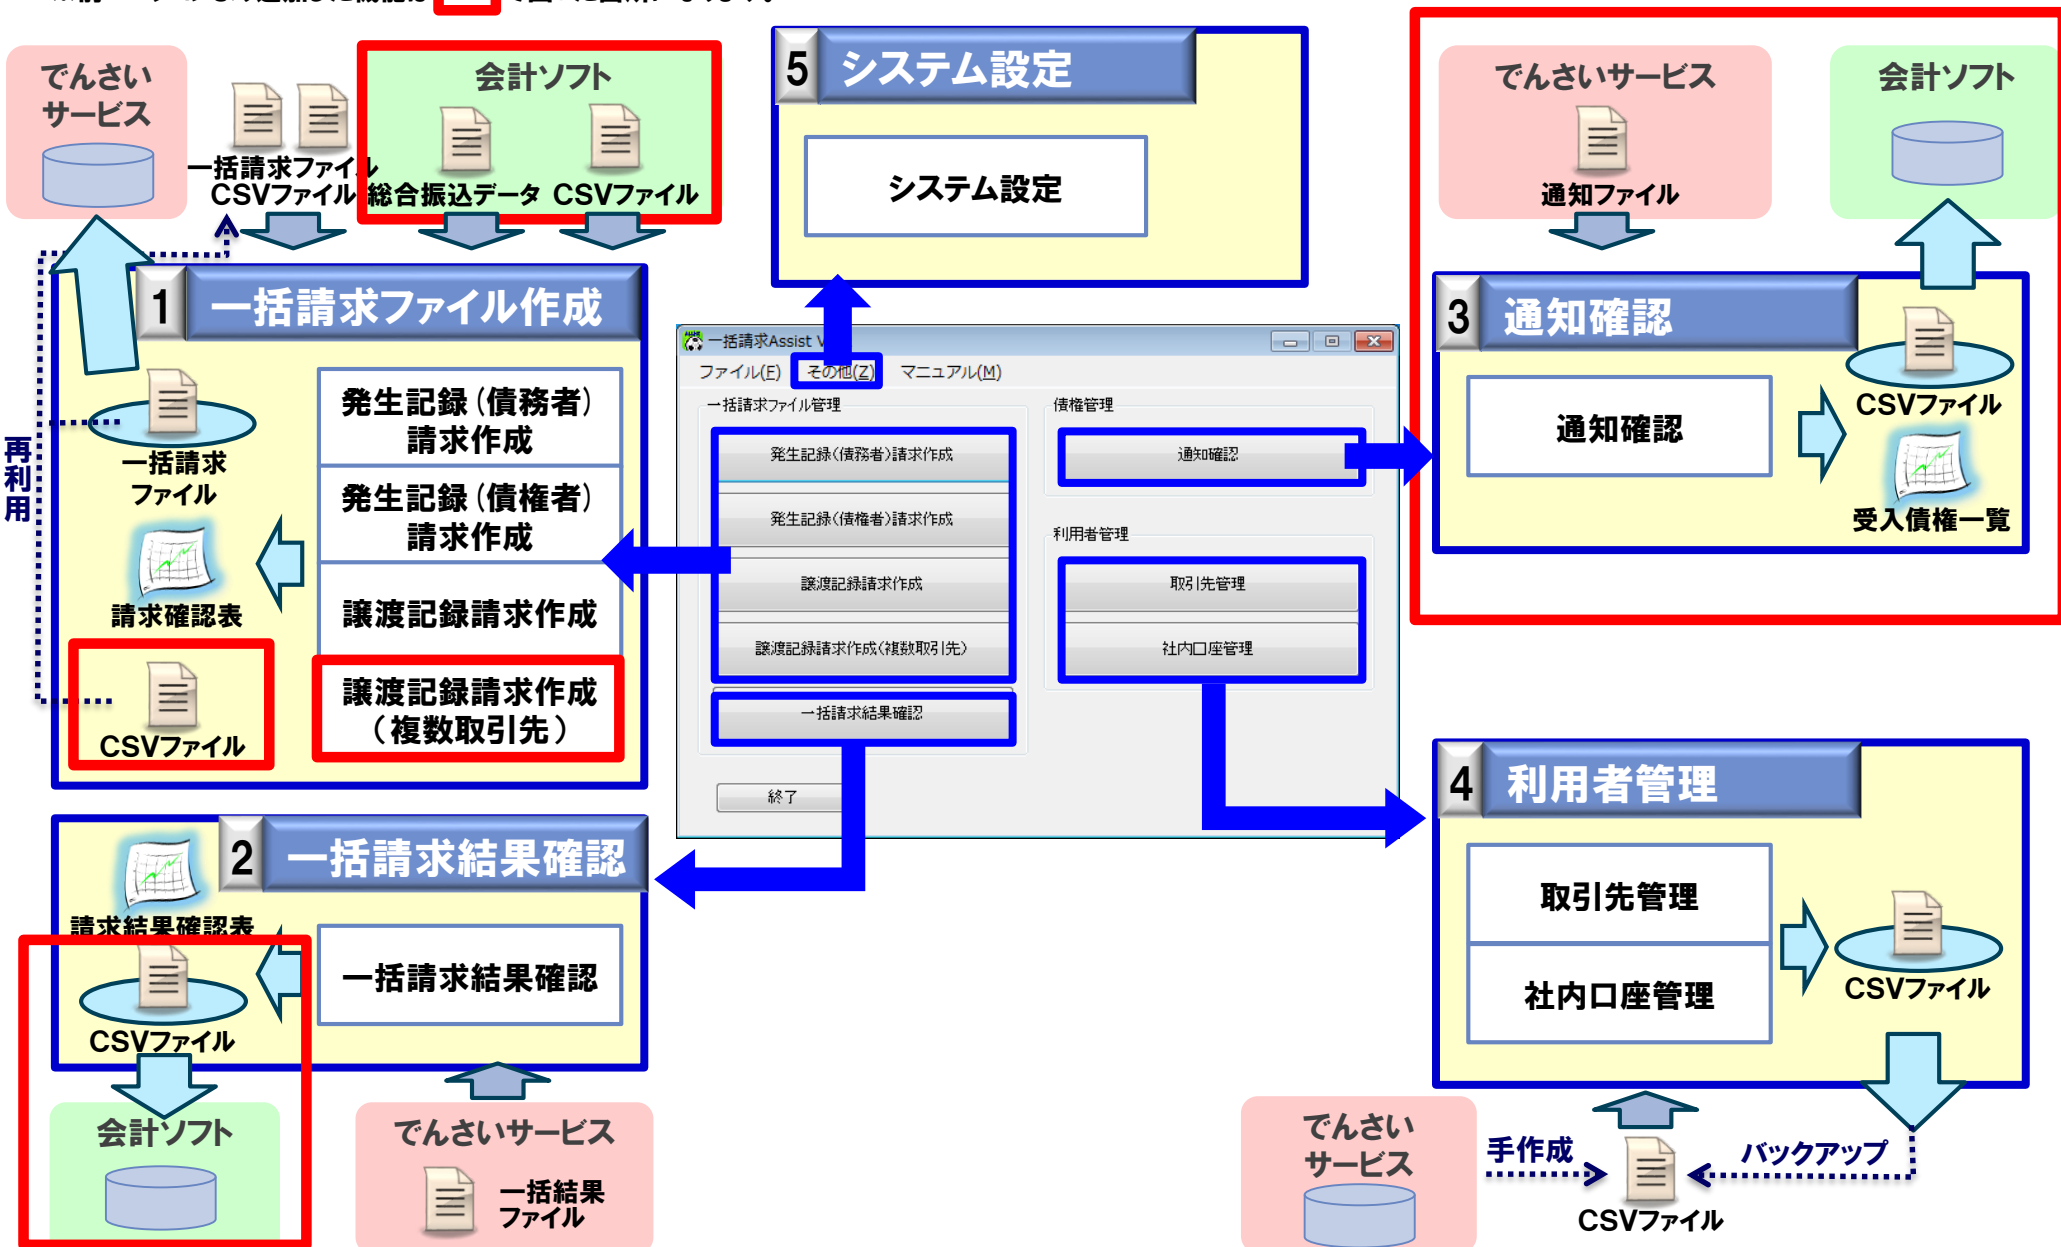 でんさい
サービス
一括請求ファイル
CSVファイル
会計ソフト
総合振込データ
CSVファイル
1 一括請求ファイル作成
発生記録(債務者)
請求作成
発生記録(債権者)
請求作成
譲渡記録請求作成
譲渡記録請求作成
(複数取引先)
一括請求
ファイル
請求確認表
CSVファイル
再利用
2 一括請求結果確認
請求結果確認表
一括請求結果確認
CSVファイル
会計ソフト
でんさいサービス
一括結果
ファイル
5 システム設定
システム設定
一括請求Assist
ファイル(F) その他(Z) マニュアル(M)
一括請求ファイル管理
発生記録(債務者)請求作成
発生記録(債権者)請求作成
譲渡記録請求作成
譲渡記録請求作成(複数取引先)
一括請求結果確認
終了
債権管理
通知確認
利用者管理
取引先管理
社内口座管理
でんさいサービス
通知ファイル
会計ソフト
3 通知確認
通知確認
CSVファイル
受入債権一覧
4 利用者管理
取引先管理
社内口座管理
CSVファイル
でんさい
サービス
手作成
バックアップ
CSVファイル